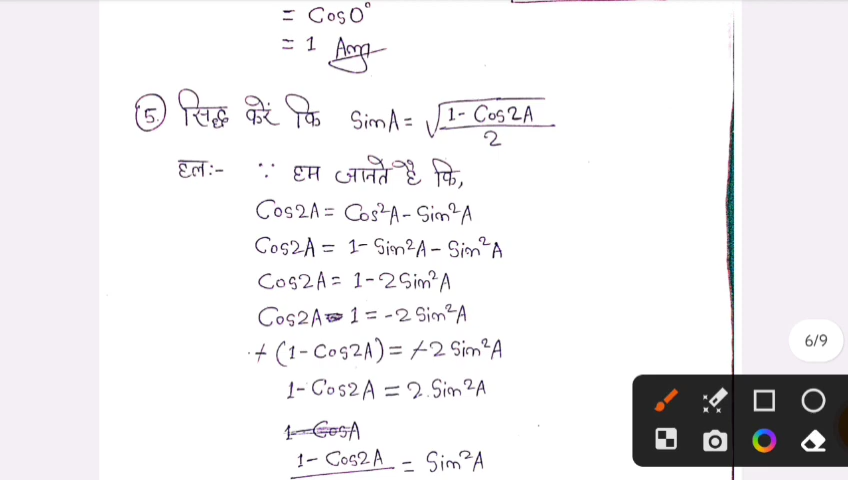 = Cos0°
= 1 Ans
⑤ सिद्ध करें कि SinA = √(1- Cos2A / 2)
हल:- ∵ हम जानते है कि,
Cos2A = Cos²A - Sin²A
Cos2A = 1- Sin²A - Sin²A
Cos2A = 1-2Sin²A
Cos2A - 1 = -2 Sin²A
+ (1-Cos2A) = +2 Sin²A
1- Cos2A = 2.Sin²A
1- CosA
1- Cos2A = Sin²A
6/9